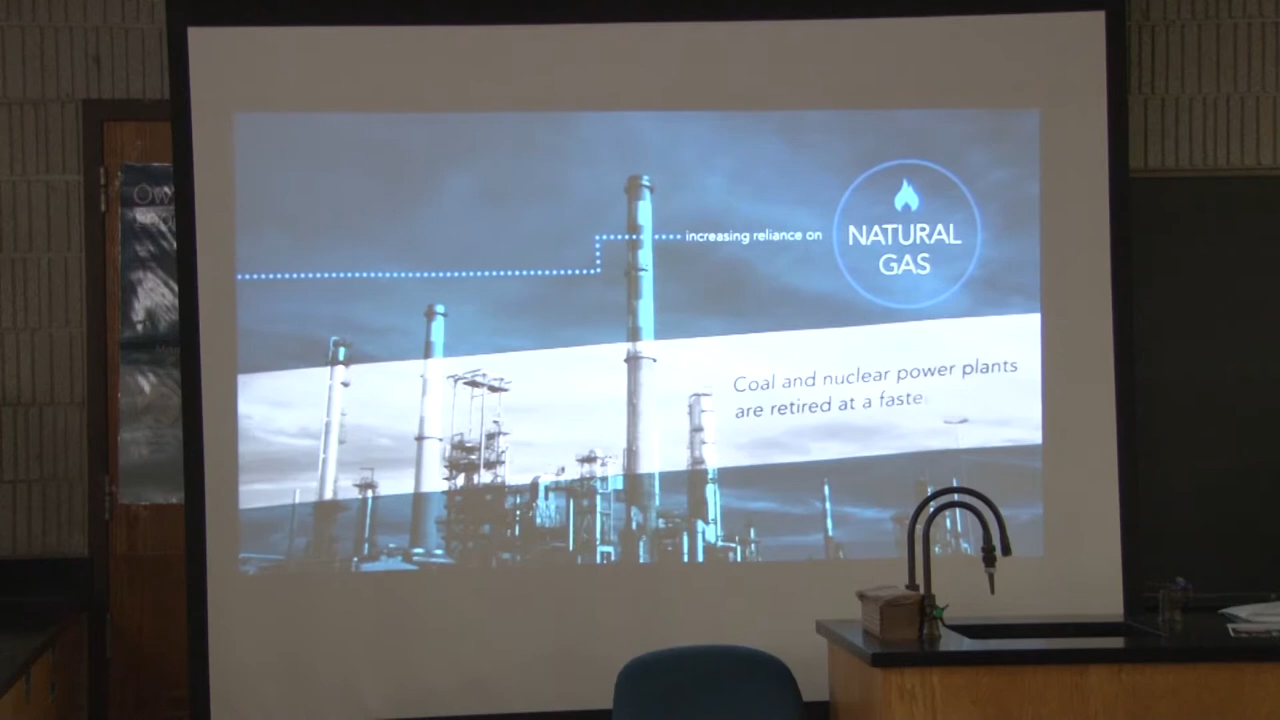 increasing reliance on
NATURAL
GAS
Coal and nuclear power plants
are retired at a faste